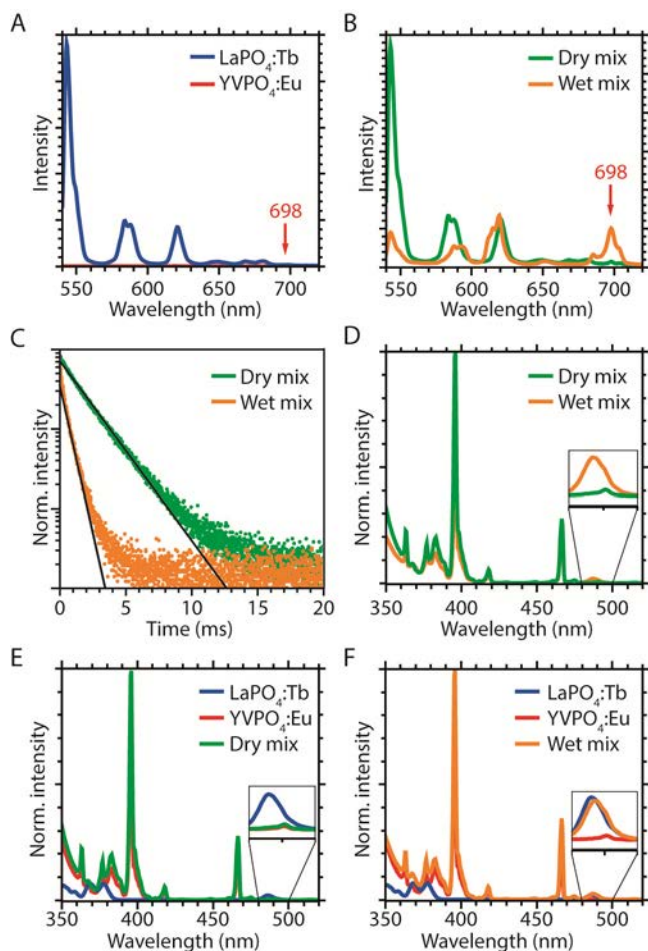 A
LaPO4:Tb
YVPO4:Eu
698
Intensity
550 600 650 700
Wavelength (nm)
B
Dry mix
Wet mix
698
Intensity
550 600 650 700
Wavelength (nm)
C
Dry mix
Wet mix
Norm. intensity
0 5 10 15 20
Time (ms)
D
Dry mix
Wet mix
Norm. intensity
350 400 450 500
Wavelength (nm)
E
LaPO4:Tb
YVPO4:Eu
Dry mix
Norm. intensity
350 400 450 500
Wavelength (nm)
F
LaPO4:Tb
YVPO4:Eu
Wet mix
Norm. intensity
350 400 450 500
Wavelength (nm)